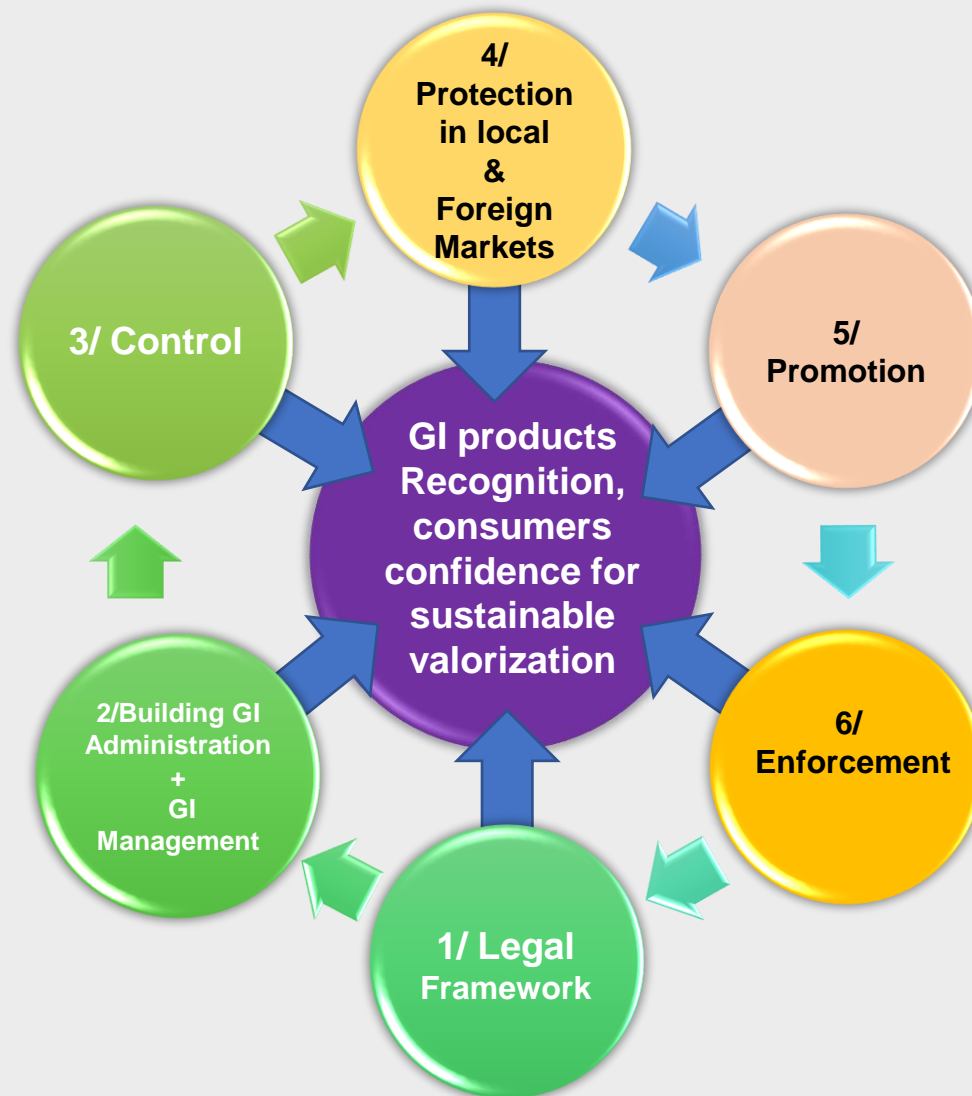 4/
Protection
in local
&
Foreign
Markets
3/ Control
5/
Promotion
GI products
Recognition,
consumers
confidence for
sustainable
valorization
2/Building GI
Administration
+
GI
Management
6/
Enforcement
1/ Legal
Framework